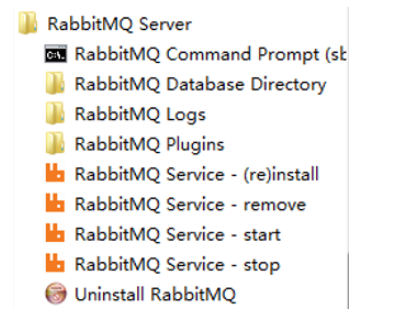 RabbitMQ Server
RabbitMQ Command Prompt (sb
RabbitMQ Database Directory
RabbitMQ Logs
RabbitMQ Plugins
RabbitMQ Service - (re)install
RabbitMQ Service - remove
RabbitMQ Service - start
RabbitMQ Service - stop
Uninstall RabbitMQ